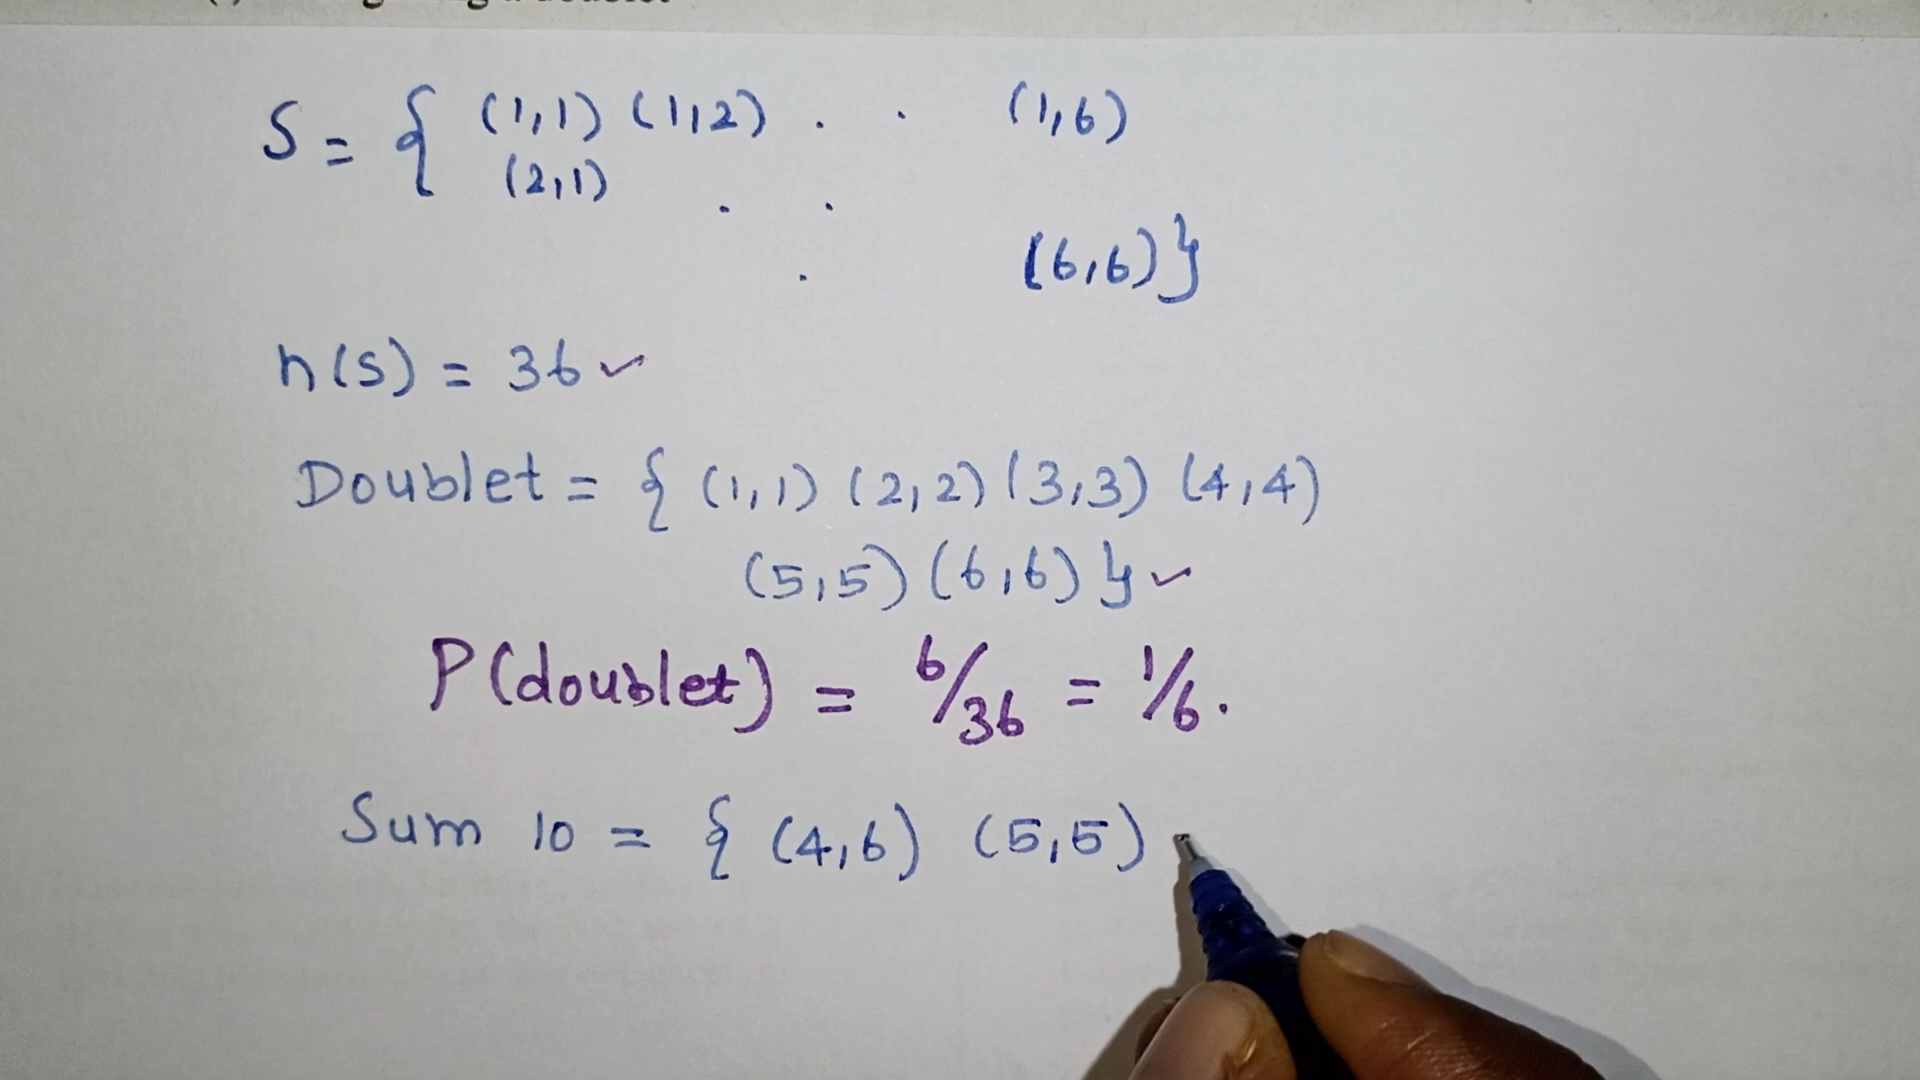 S = { (1,1) (1,2) . . (1,6)
(2,1) . .
. (6,6) }
n(s) = 36 ✓
Doublet = { (1,1) (2,2) (3,3) (4,4)
(5,5) (6,6) } ✓
P(doublet) = 6/36 = 1/6.
Sum 10 = { (4,6) (5,5)